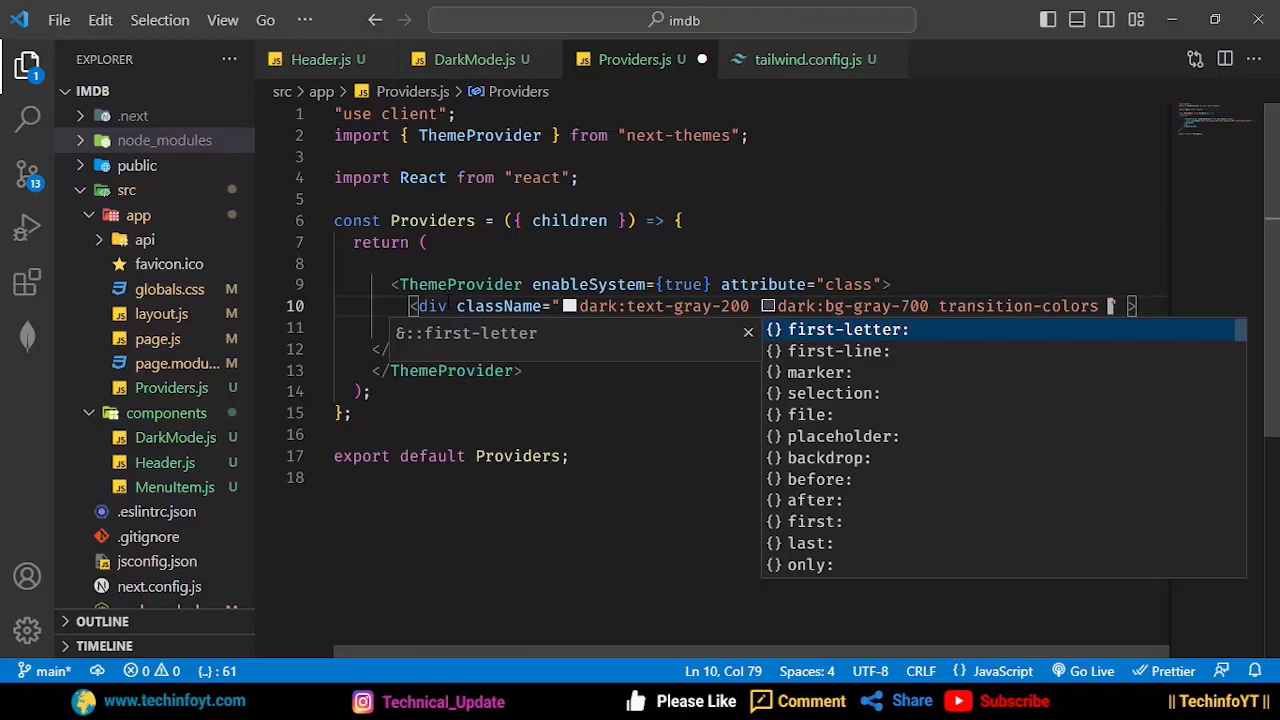 File Edit Selection View Go ··· imdb
EXPLORER ···
Header.js U DarkMode.js U Providers.js U tailwind.config.js U ···
IMDB
src > app > Providers.js > Providers
.next
node_modules
public
src
app
api
favicon.ico
globals.css M
layout.js M
page.js M
page.modu... M
Providers.js U
components
DarkMode.js U
Header.js U
MenuItem.js U
.eslintrc.json
.gitignore
jsconfig.json
next.config.js
OUTLINE
TIMELINE
1
13
1 "use client";
2 import { ThemeProvider } from "next-themes";
3
4 import React from "react";
5
6 const Providers = ({ children }) => {
7 return (
8
9 <ThemeProvider enableSystem={true} attribute="class">
10 <div className="dark:text-gray-200 dark:bg-gray-700 transition-colors " >
11
12 </
13 </ThemeProvider>
14 );
15 };
16
17 export default Providers;
18
&::first-letter
{} first-letter:
{} first-line:
{} marker:
{} selection:
{} file:
{} placeholder:
{} backdrop:
{} before:
{} after:
{} first:
{} last:
{} only:
main* 0 0 {..} : 61 Ln 10, Col 79 Spaces: 4 UTF-8 CRLF {} JavaScript Go Live Prettier
www.techinfoyt.com Technical_Update Please Like Comment Share Subscribe || TechinfoYT ||